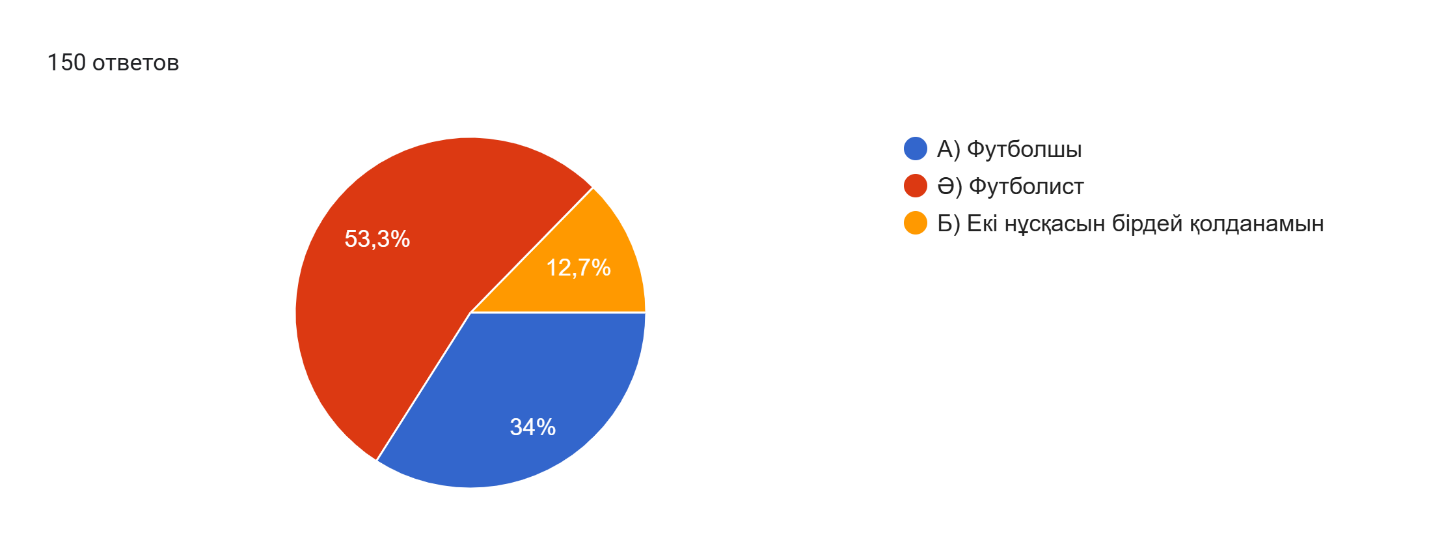 150 ответов
А) Футболшы
Ә) Футболист
Б) Екі нұсқасын бірдей қолданамын
53,3%
12,7%
34%